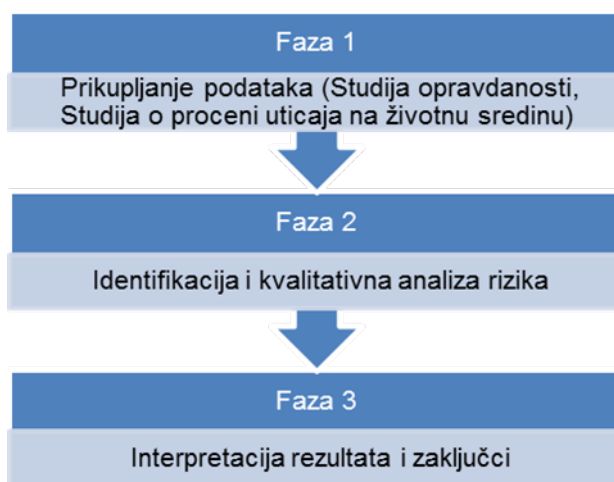 Faza 1
Prikupljanje podataka (Studija opravdanosti,
Studija o proceni uticaja na životnu sredinu)
Faza 2
Identifikacija i kvalitativna analiza rizika
Faza 3
Interpretacija rezultata i zaključci